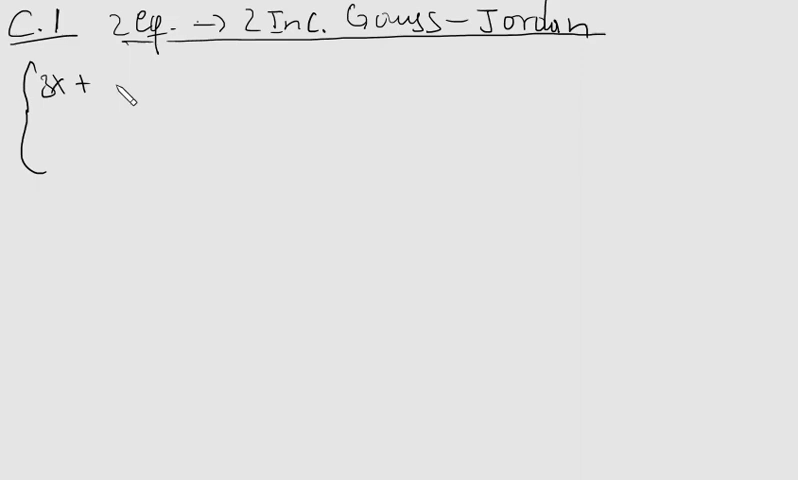 C.1 2 Eq. → 2 Inc. Gauss-Jordan
3x +